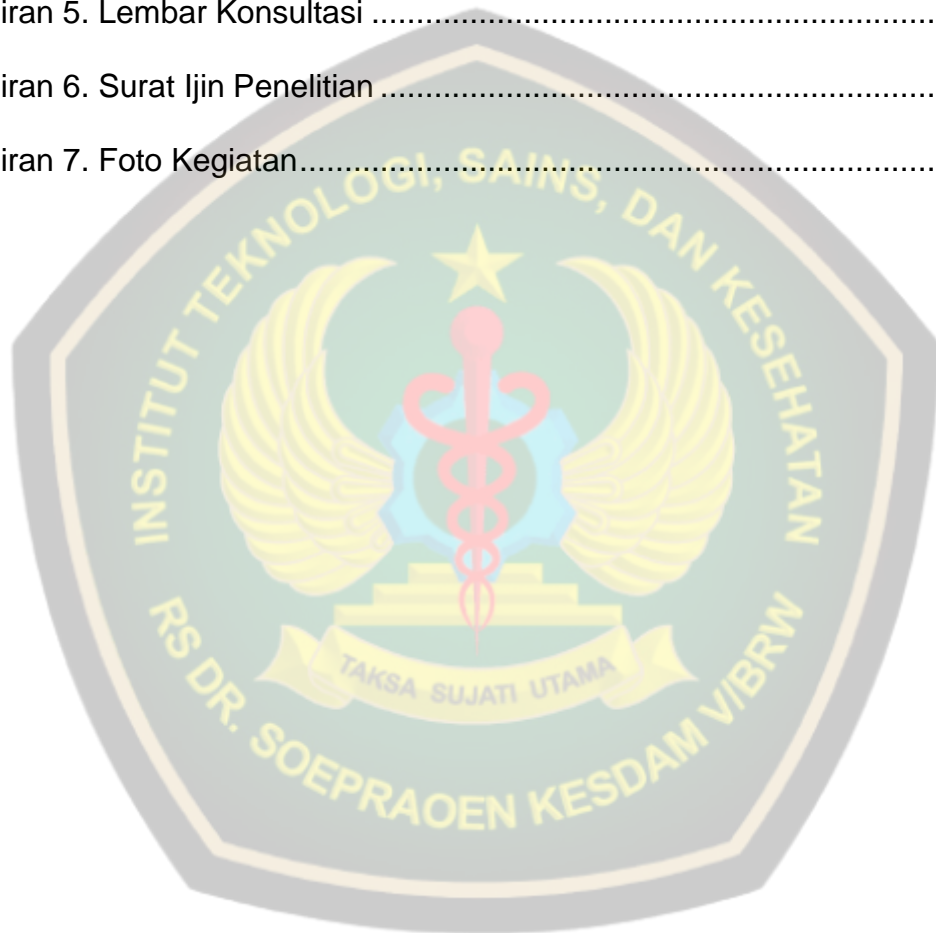 iran 5. Lembar Konsultasi ................................................................
iran 6. Surat Ijin Penelitian ...............................................................
iran 7. Foto Kegiatan........................................................................
INSTITUT TEKNOLOGI, SAINS, DAN KESEHATAN
TAKSA SUJATI UTAMA
RS DR. SOEPRAOEN KESDAM V/BRW